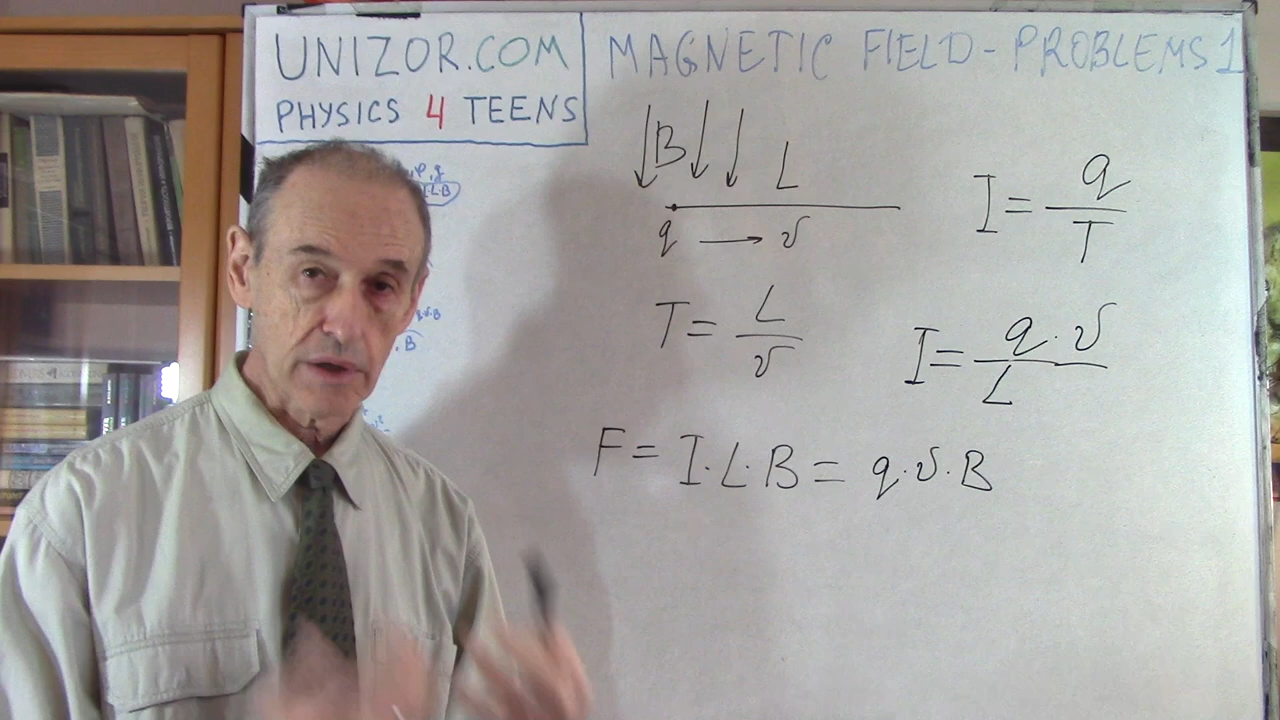 UNIZOR.COM
PHYSICS 4 TEENS
MAGNETIC FIELD - PROBLEMS 1
B L
q → v
I = q / T
T = L / v
I = q · v / L
F = I · L · B = q · v · B
I·L·B
. B